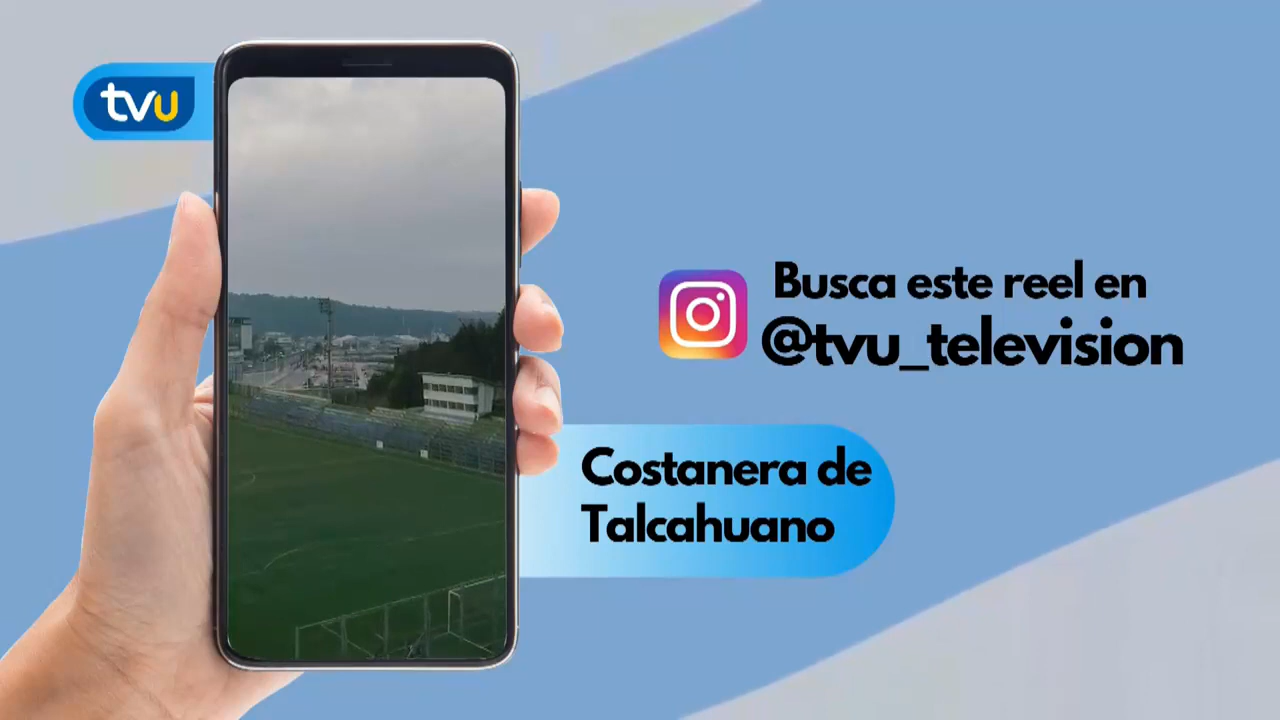 tvu
Busca este reel en
@tvu_television
Costanera de
Talcahuano